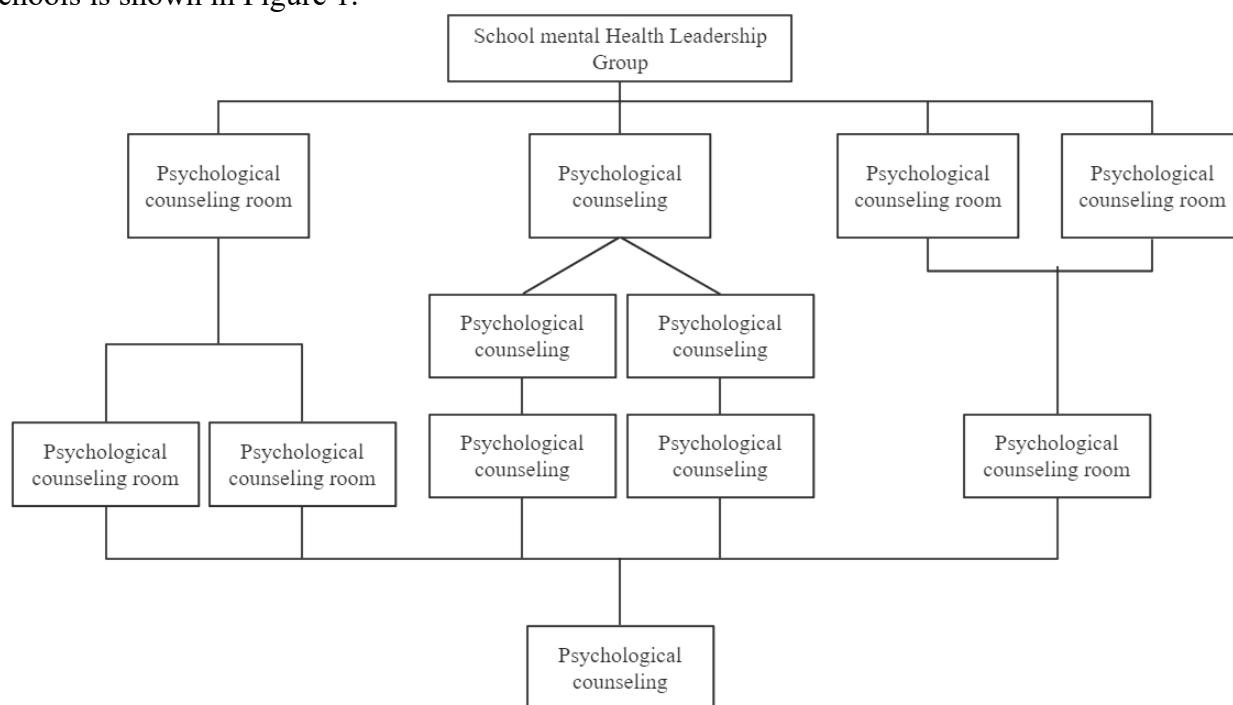 chools is shown in Figure 1.
School mental Health Leadership
Group
Psychological
counseling room
Psychological
counseling
Psychological
counseling room
Psychological
counseling room
Psychological
counseling
Psychological
counseling
Psychological
counseling room
Psychological
counseling room
Psychological
counseling
Psychological
counseling
Psychological
counseling room
Psychological
counseling